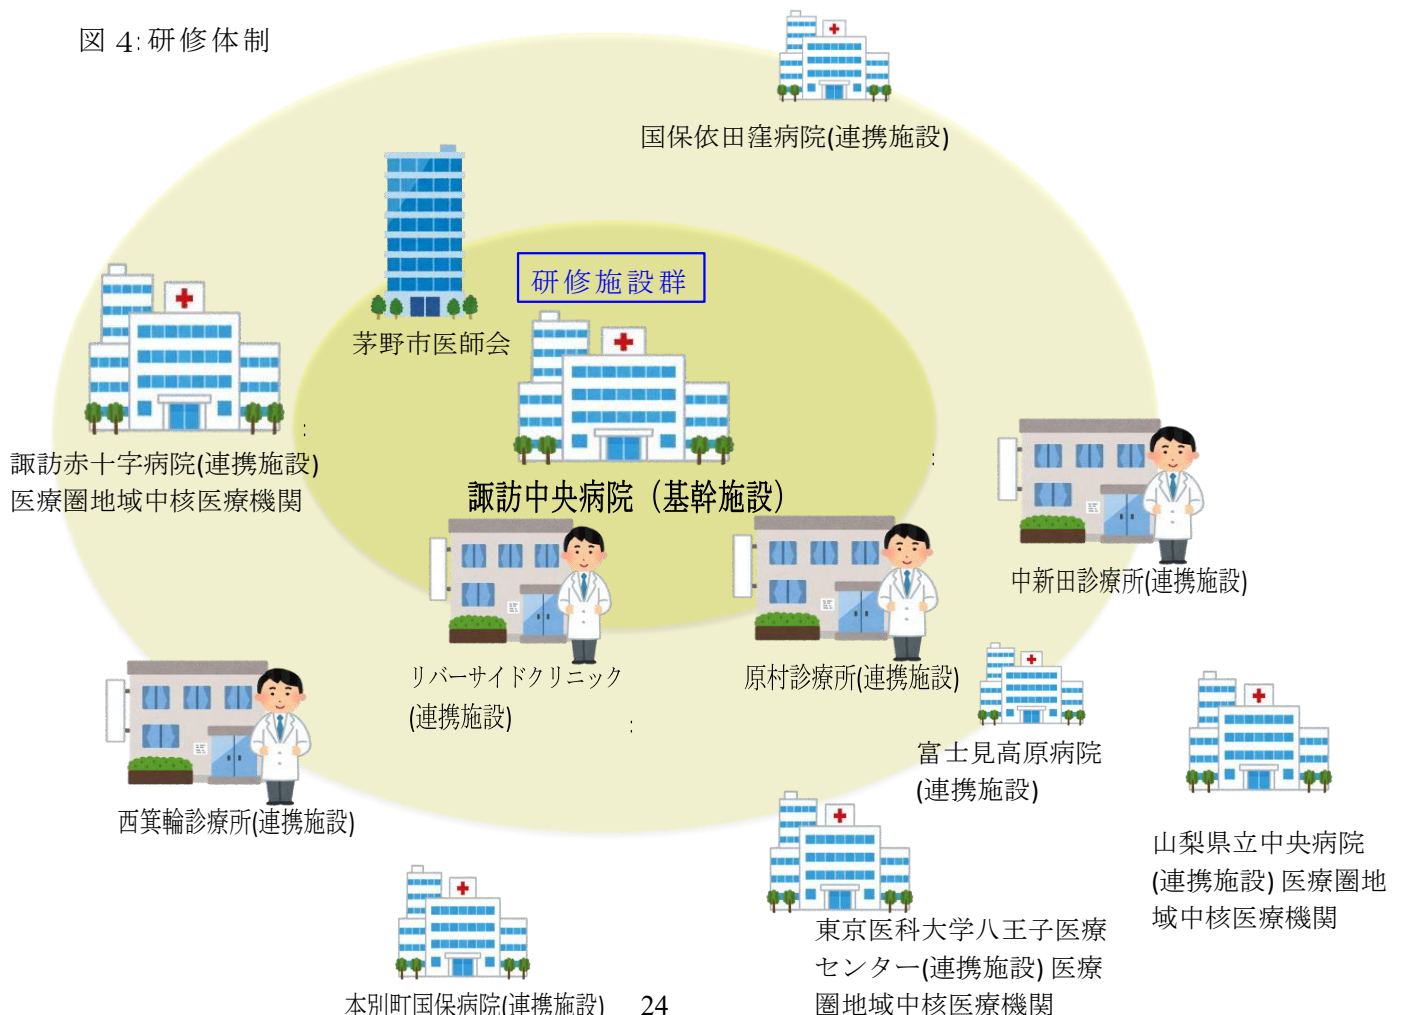 図 4:研修体制
国保依田窪病院(連携施設)
研修施設群
茅野市医師会
諏訪赤十字病院(連携施設)
医療圏地域中核医療機関
:
諏訪中央病院（基幹施設）
:
中新田診療所(連携施設)
リバーサイドクリニック
(連携施設)
原村診療所(連携施設)
:
富士見高原病院
(連携施設)
西箕輪診療所(連携施設)
山梨県立中央病院
(連携施設) 医療圏地
域中核医療機関
東京医科大学八王子医療
センター(連携施設) 医療
圏地域中核医療機関
本別町国保病院(連携施設)
24